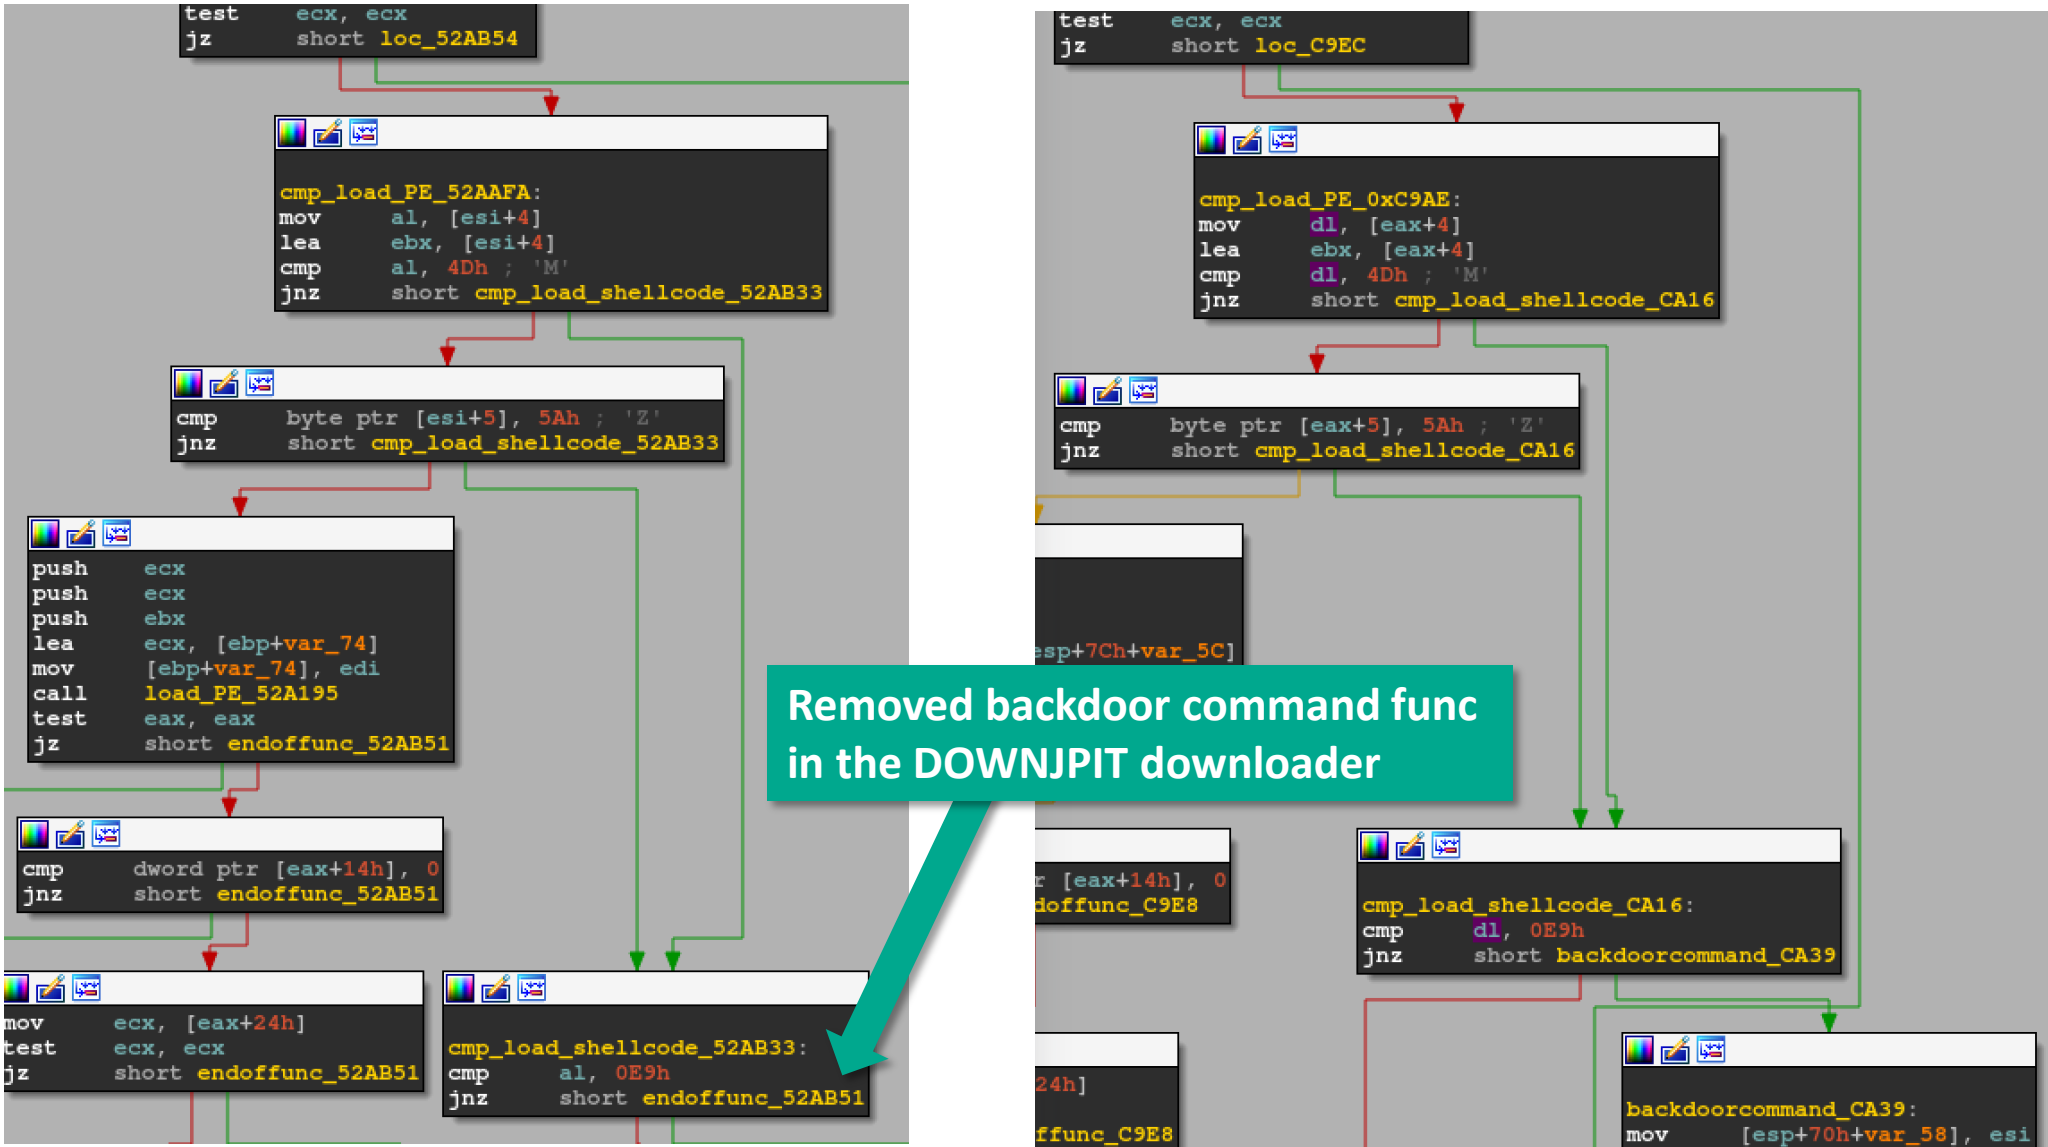 test ecx, ecx
jz short loc_52AB54
cmp_load_PE_52AAFA:
mov al, [esi+4]
lea ebx, [esi+4]
cmp al, 4Dh ; 'M'
jnz short cmp_load_shellcode_52AB33
cmp byte ptr [esi+5], 5Ah ; 'Z'
jnz short cmp_load_shellcode_52AB33
push ecx
push ecx
push ebx
lea ecx, [ebp+var_74]
mov [ebp+var_74], edi
call load_PE_52A195
test eax, eax
jz short endoffunc_52AB51
cmp dword ptr [eax+14h], 0
jnz short endoffunc_52AB51
mov ecx, [eax+24h]
test ecx, ecx
jz short endoffunc_52AB51
cmp_load_shellcode_52AB33:
cmp al, 0E9h
jnz short endoffunc_52AB51
Removed backdoor command func
in the DOWNJPIT downloader
test ecx, ecx
jz short loc_C9EC
cmp_load_PE_0xC9AE:
mov dl, [eax+4]
lea ebx, [eax+4]
cmp dl, 4Dh ; 'M'
jnz short cmp_load_shellcode_CA16
cmp byte ptr [eax+5], 5Ah ; 'Z'
jnz short cmp_load_shellcode_CA16
esp+7Ch+var_5C]
r [eax+14h], 0
doffunc_C9E8
cmp_load_shellcode_CA16:
cmp dl, 0E9h
jnz short backdoorcommand_CA39
24h]
ffunc_C9E8
backdoorcommand_CA39:
mov [esp+70h+var_58], esi